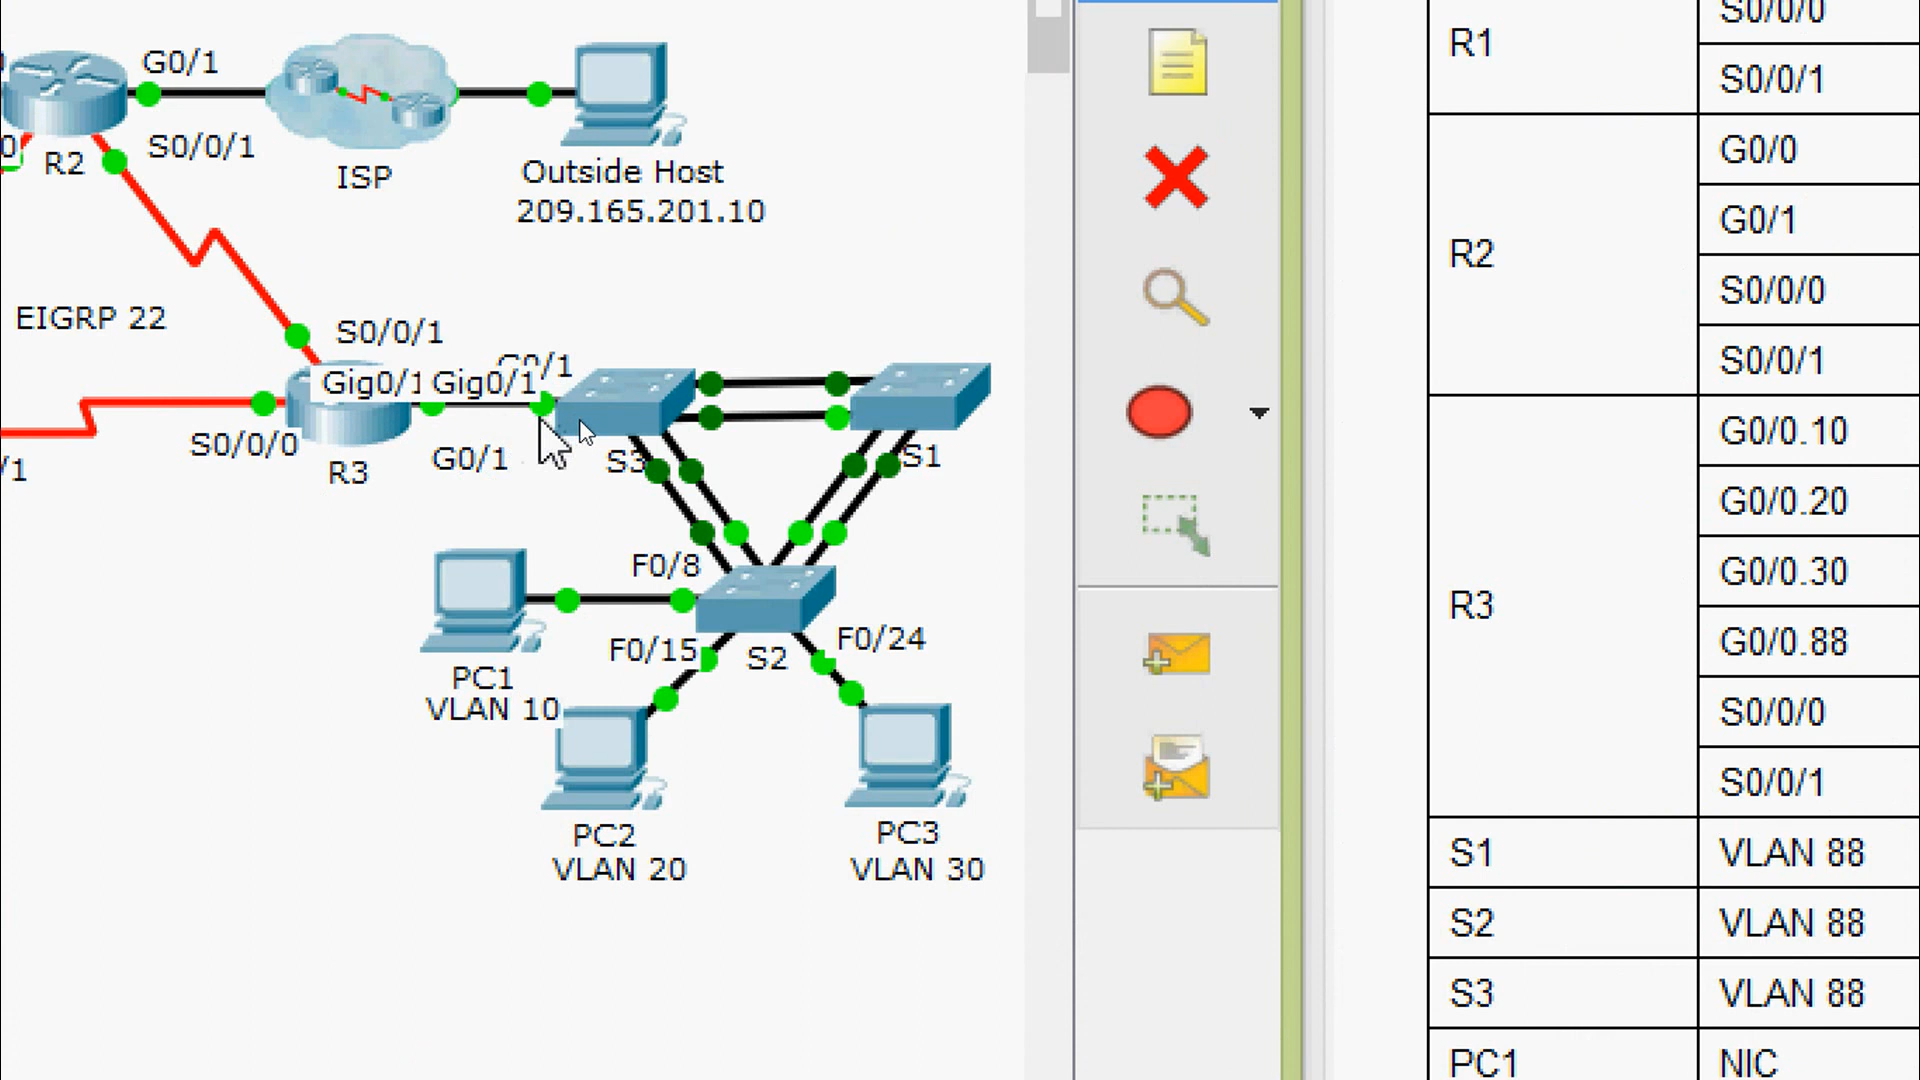 G0/1
S0/0/1
R2
ISP
Outside Host
209.165.201.10
EIGRP 22
S0/0/1
Gig0/1
Gig0/1
G0/1
S0/0/0
R3
G0/1
S3
S1
/1
F0/8
F0/15
S2
F0/24
PC1
VLAN 10
PC2
VLAN 20
PC3
VLAN 30
R1
S0/0/0
S0/0/1
R2
G0/0
G0/1
S0/0/0
S0/0/1
R3
G0/0.10
G0/0.20
G0/0.30
G0/0.88
S0/0/0
S0/0/1
S1 VLAN 88
S2 VLAN 88
S3 VLAN 88
PC1 NIC